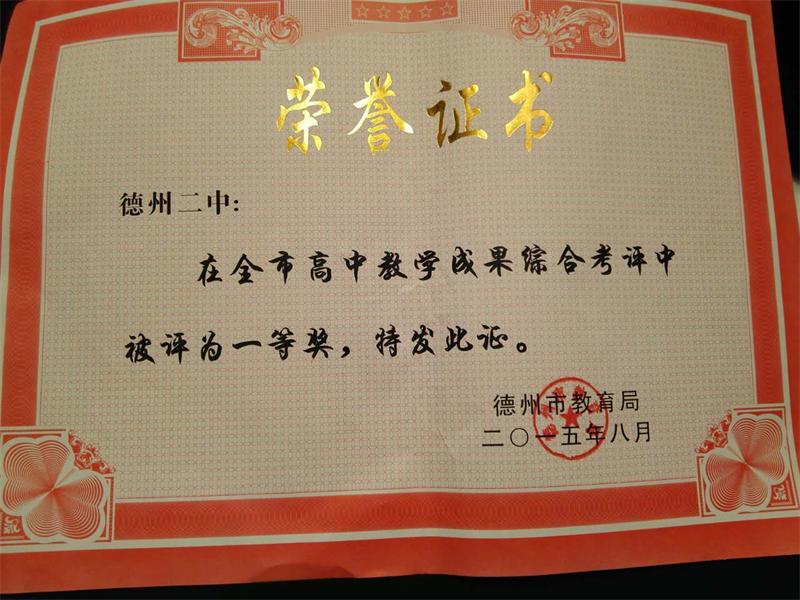 荣誉证书
德州二中:
在全市高中教学成果综合考评中
被评为一等奖，特发此证。
德州市教育局
二〇一五年八月